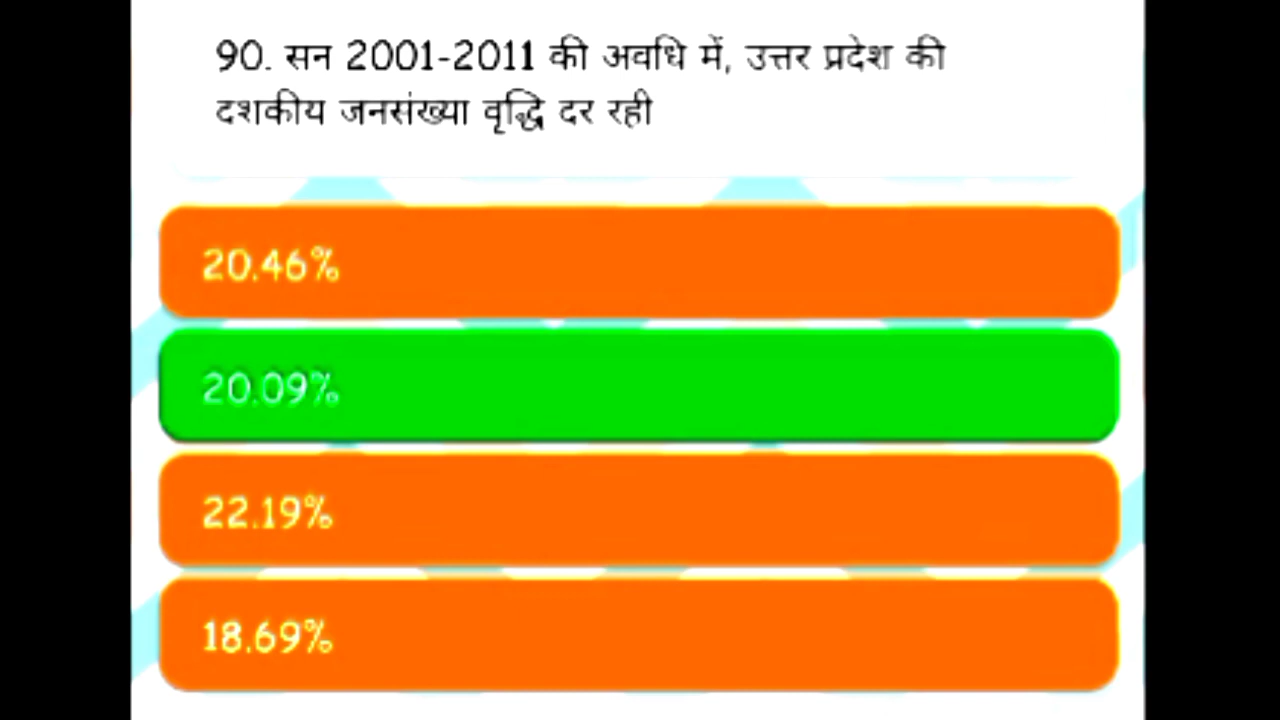 90. सन 2001-2011 की अवधि में, उत्तर प्रदेश की
दशकीय जनसंख्या वृद्धि दर रही
20.46%
20.09%
22.19%
18.69%